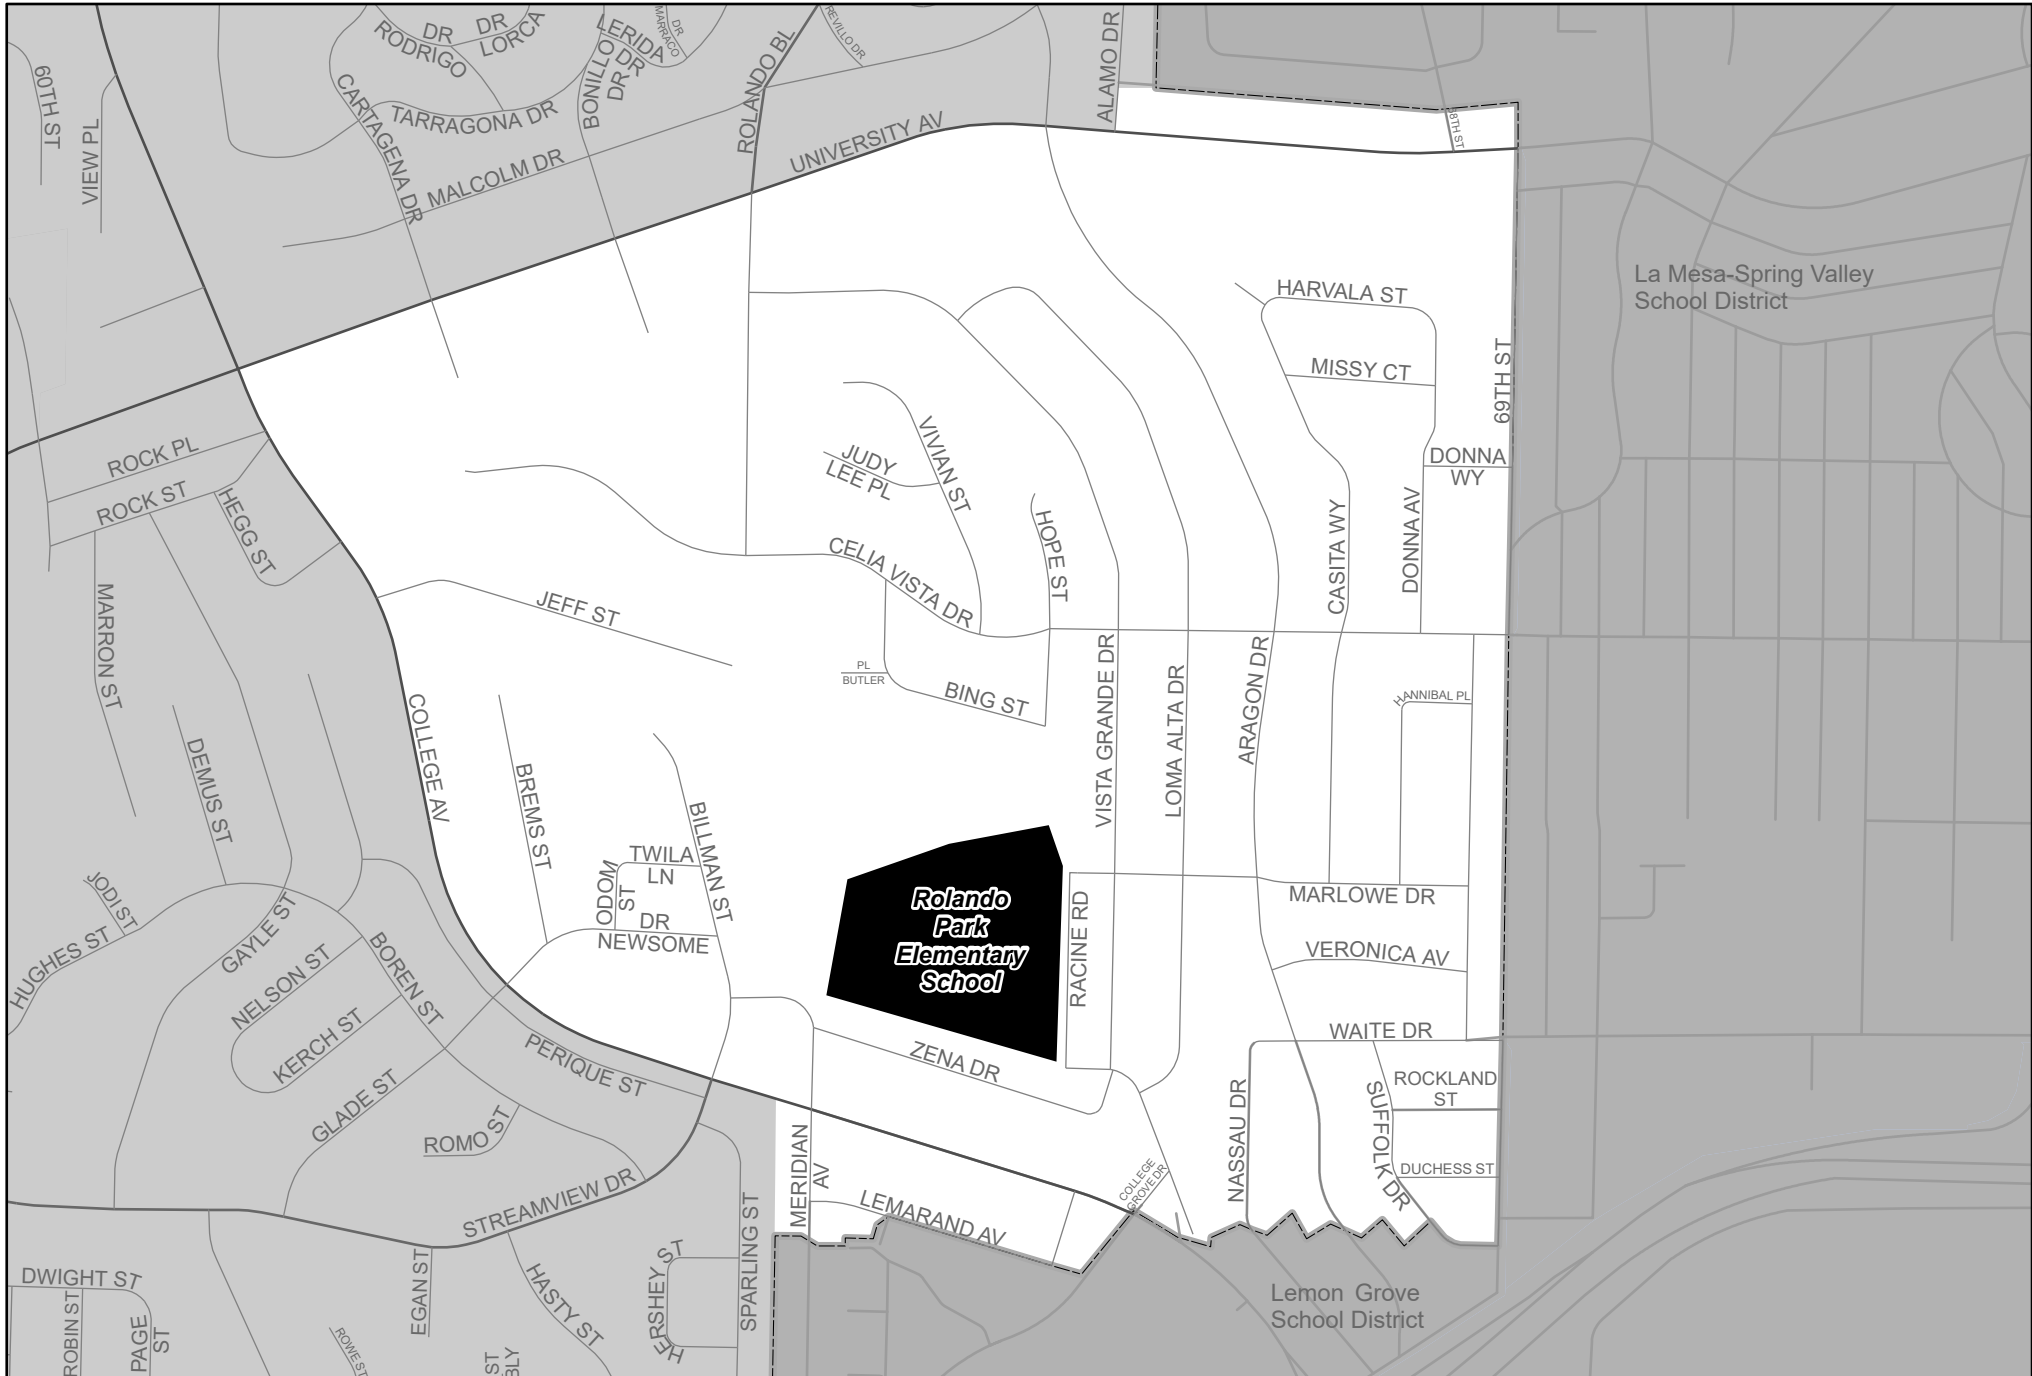 DR
RODRIGO
DR
LORCA
LERIDA
DR
DR
MARRACO
BONILLO
DR
ROLANDO BL
REVILLO DR
ALAMO DR
60TH ST
VIEW PL
CARTAGENA DR
TARRAGONA DR
MALCOLM DR
UNIVERSITY AV
68TH ST
La Mesa-Spring Valley
School District
HARVALA ST
MISSY CT
69TH ST
DONNA
WY
ROCK PL
ROCK ST
HEGG ST
JUDY
LEE PL
VIVIAN ST
HOPE ST
CASITA WY
DONNA AV
CELIA VISTA DR
JEFF ST
MARRON ST
PL
BUTLER
BING ST
VISTA GRANDE DR
LOMA ALTA DR
ARAGON DR
HANNIBAL PL
COLLEGE AV
DEMUS ST
BREMS ST
BILLMAN ST
TWILA
LN
ODOM
ST
DR
NEWSOME
Rolando
Park
Elementary
School
RACINE RD
MARLOWE DR
VERONICA AV
WAITE DR
JODI ST
HUGHES ST
GAYLE ST
NELSON ST
BOREN ST
KERCH ST
GLADE ST
PERIQUE ST
ROMO ST
ZENA DR
NASSAU DR
SUFFOLK DR
ROCKLAND
ST
DUCHESS ST
COLLEGE
GROVE DR
MERIDIAN
AV
LEMARAND AV
STREAMVIEW DR
SPARLING ST
DWIGHT ST
ROBIN ST
PAGE
ST
EGAN ST
HASTY ST
HERSHEY ST
HER
ROWE ST
ST
BLY
Lemon Grove
School District